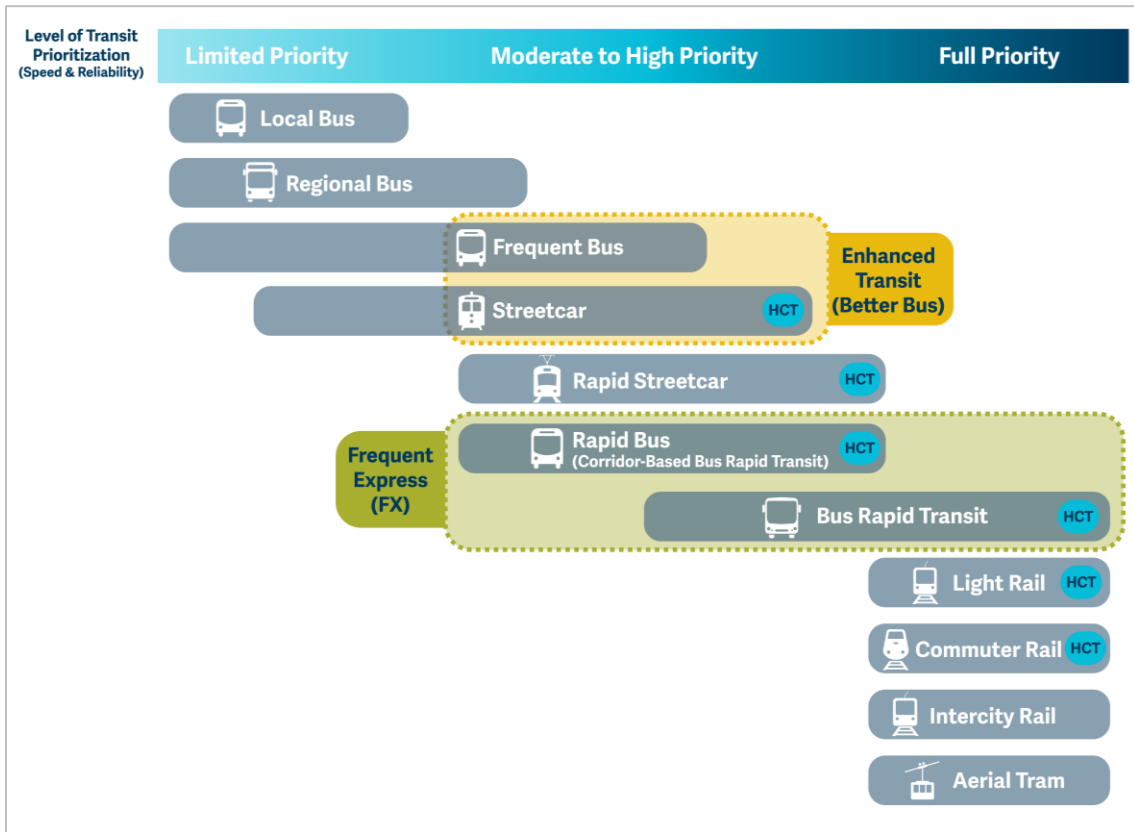 Level of Transit
Prioritization
(Speed & Reliability)
Limited Priority
Moderate to High Priority
Full Priority
Local Bus
Regional Bus
Frequent Bus
Streetcar
HCT
Enhanced
Transit
(Better Bus)
Rapid Streetcar
HCT
Frequent
Express
(FX)
Rapid Bus
(Corridor-Based Bus Rapid Transit)
HCT
Bus Rapid Transit
HCT
Light Rail
HCT
Commuter Rail
HCT
Intercity Rail
Aerial Tram